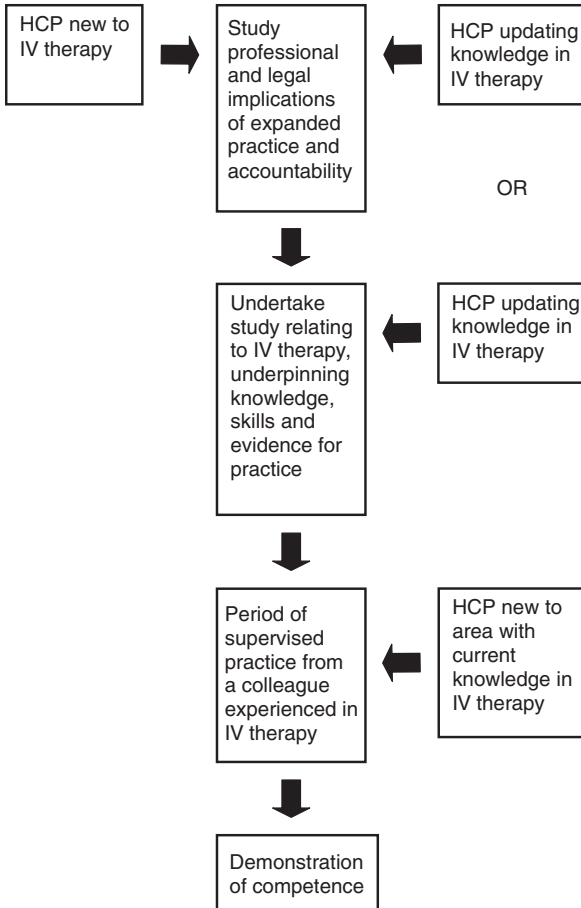 HCP new to
IV therapy
Study
professional
and legal
implications
of expanded
practice and
accountability
HCP updating
knowledge in
IV therapy
OR
Undertake
study relating
to IV therapy,
underpinning
knowledge,
skills and
evidence for
practice
HCP updating
knowledge in
IV therapy
Period of
supervised
practice from
a colleague
experienced in
IV therapy
HCP new to
area with
current
knowledge in
IV therapy
Demonstration
of competence